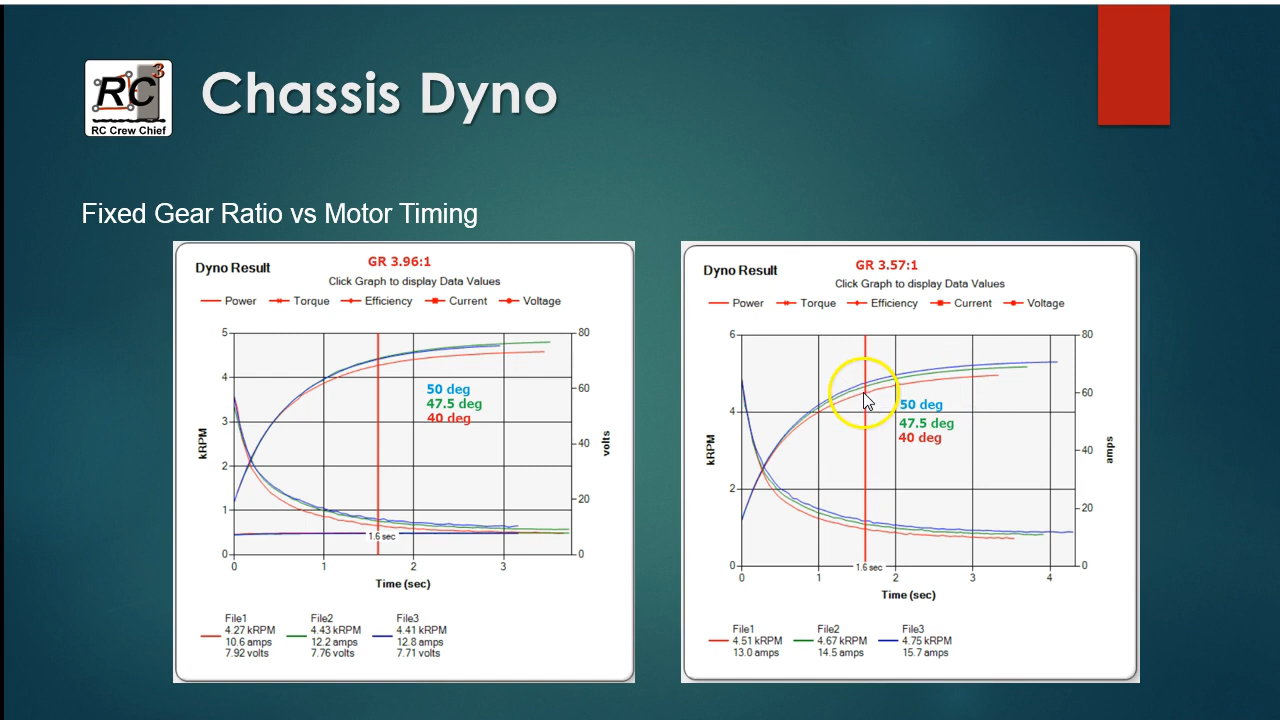 RC3
RC Crew Chief
Chassis Dyno
Fixed Gear Ratio vs Motor Timing
Dyno Result
GR 3.96:1
Click Graph to display Data Values
Power Torque Efficiency Current Voltage
5
4
3
2
1
0
80
60
40
20
0
kRPM
volts
50 deg
47.5 deg
40 deg
1.6 sec
0 1 2 3
Time (sec)
File1 File2 File3
4.27 kRPM 4.43 kRPM 4.41 kRPM
10.6 amps 12.2 amps 12.8 amps
7.92 volts 7.76 volts 7.71 volts
Dyno Result
GR 3.57:1
Click Graph to display Data Values
Power Torque Efficiency Current Voltage
6
4
2
0
80
60
40
20
0
kRPM
amps
50 deg
47.5 deg
40 deg
1.6 sec
0 1 2 3 4
Time (sec)
File1 File2 File3
4.51 kRPM 4.67 kRPM 4.75 kRPM
13.0 amps 14.5 amps 15.7 amps